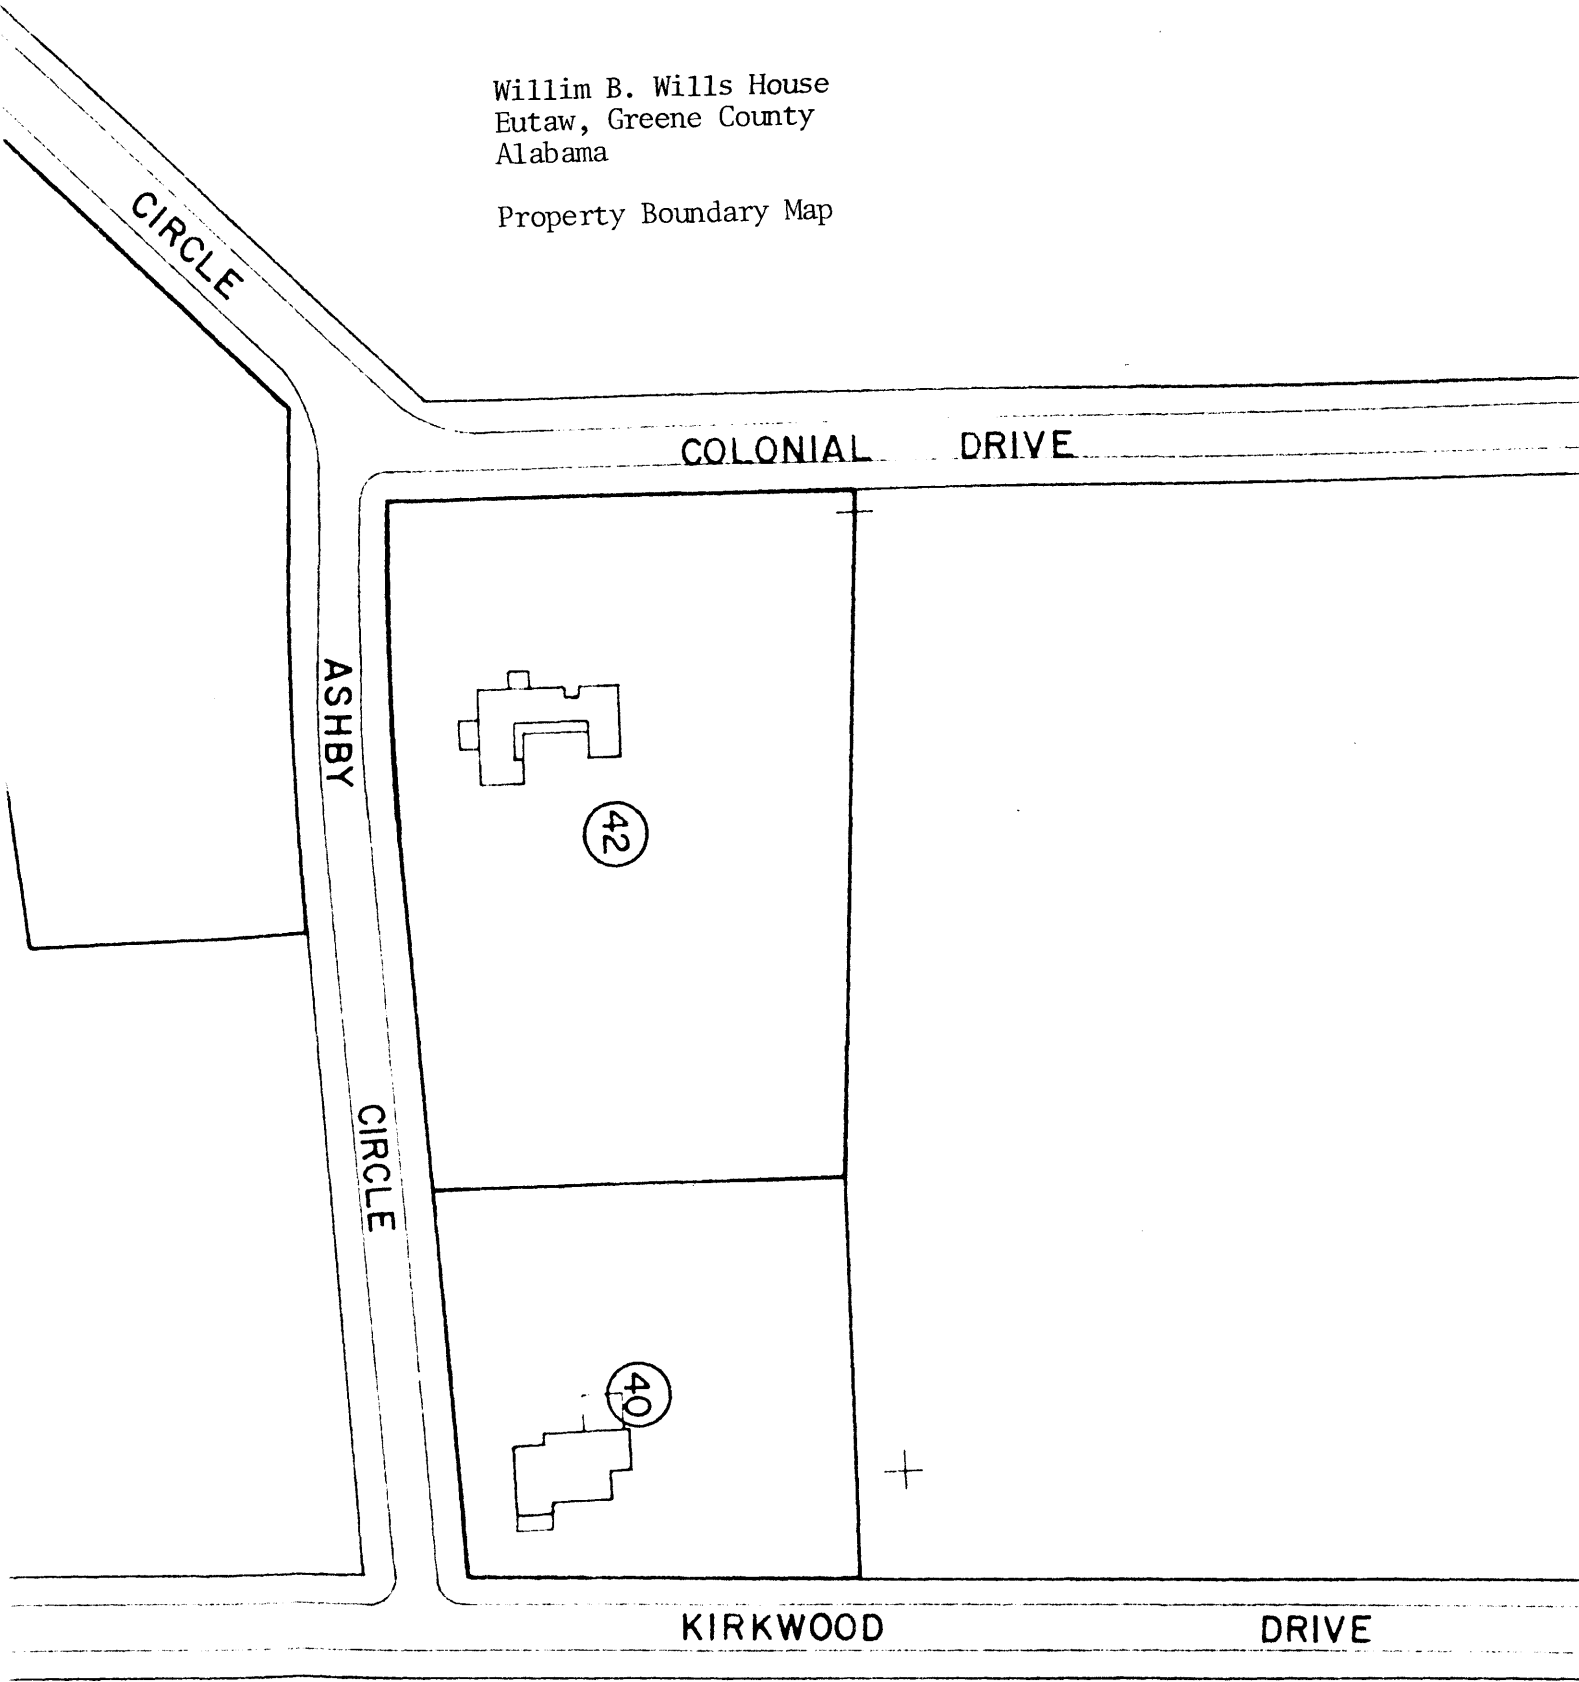 Willim B. Wills House
Eutaw, Greene County
Alabama
Property Boundary Map
CIRCLE
COLONIAL DRIVE
ASHBY
42
CIRCLE
40
KIRKWOOD DRIVE